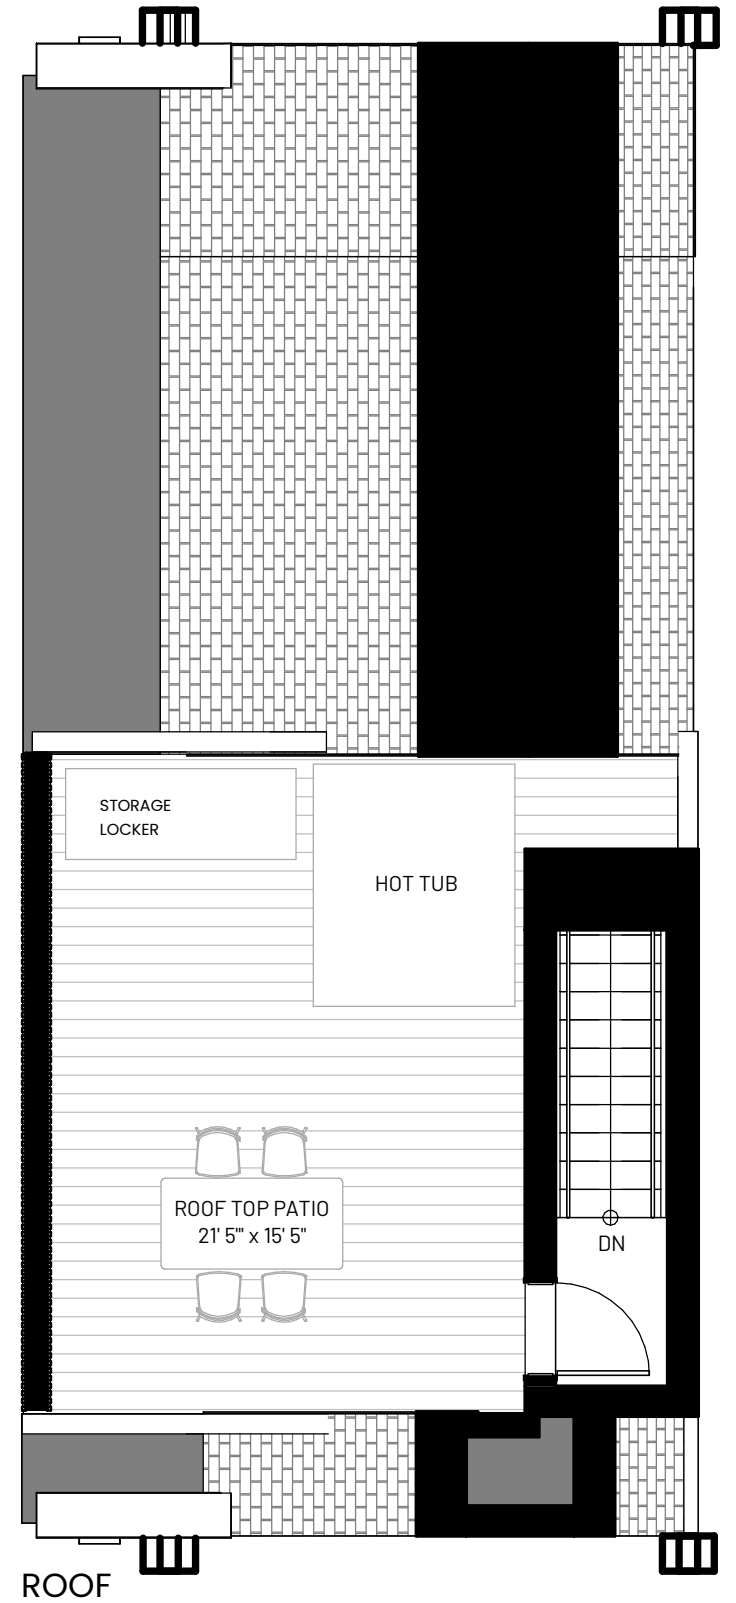 STORAGE
LOCKER
HOT TUB
ROOF TOP PATIO
21' 5"' x 15' 5"
DN
ROOF